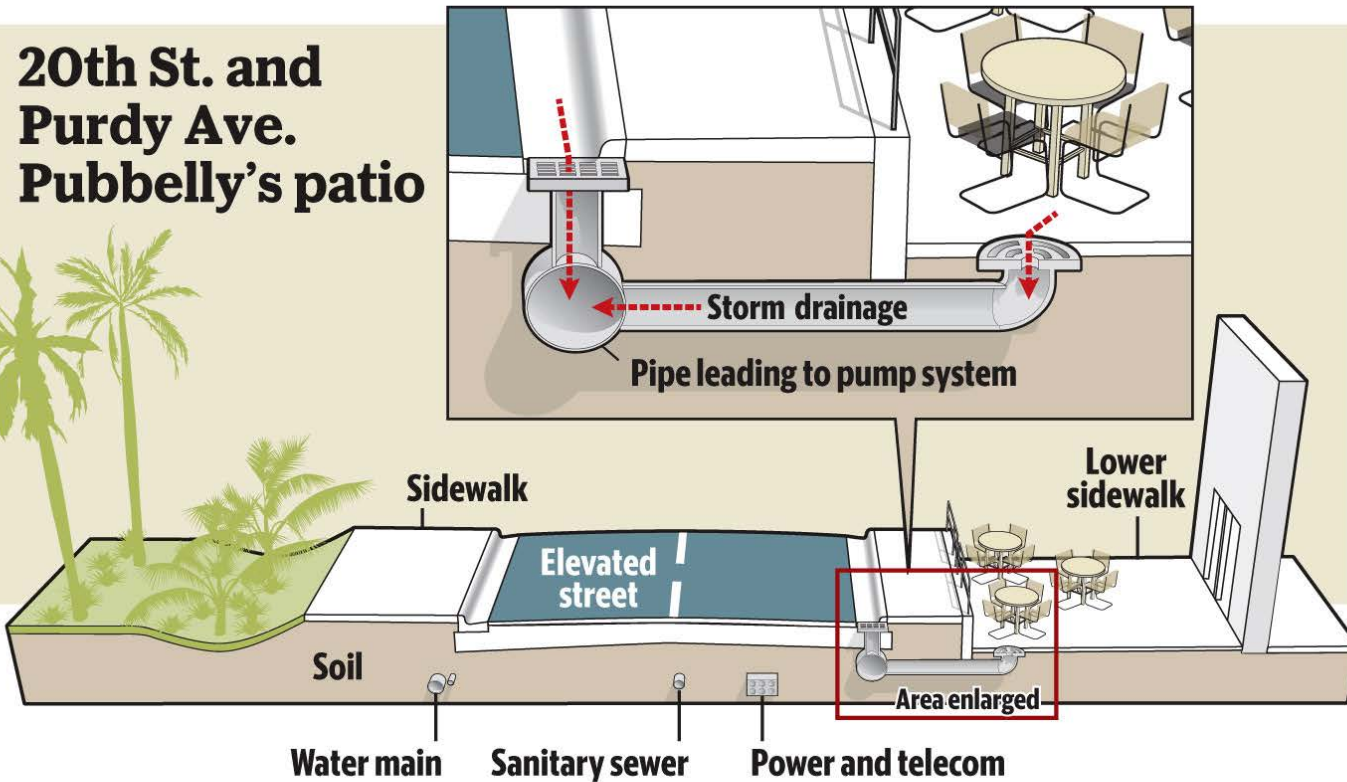 20th St. and
Purdy Ave.
Pubbelly's patio
Storm drainage
Pipe leading to pump system
Sidewalk
Lower
sidewalk
Elevated
street
Soil
Area enlarged
Water main
Sanitary sewer
Power and telecom